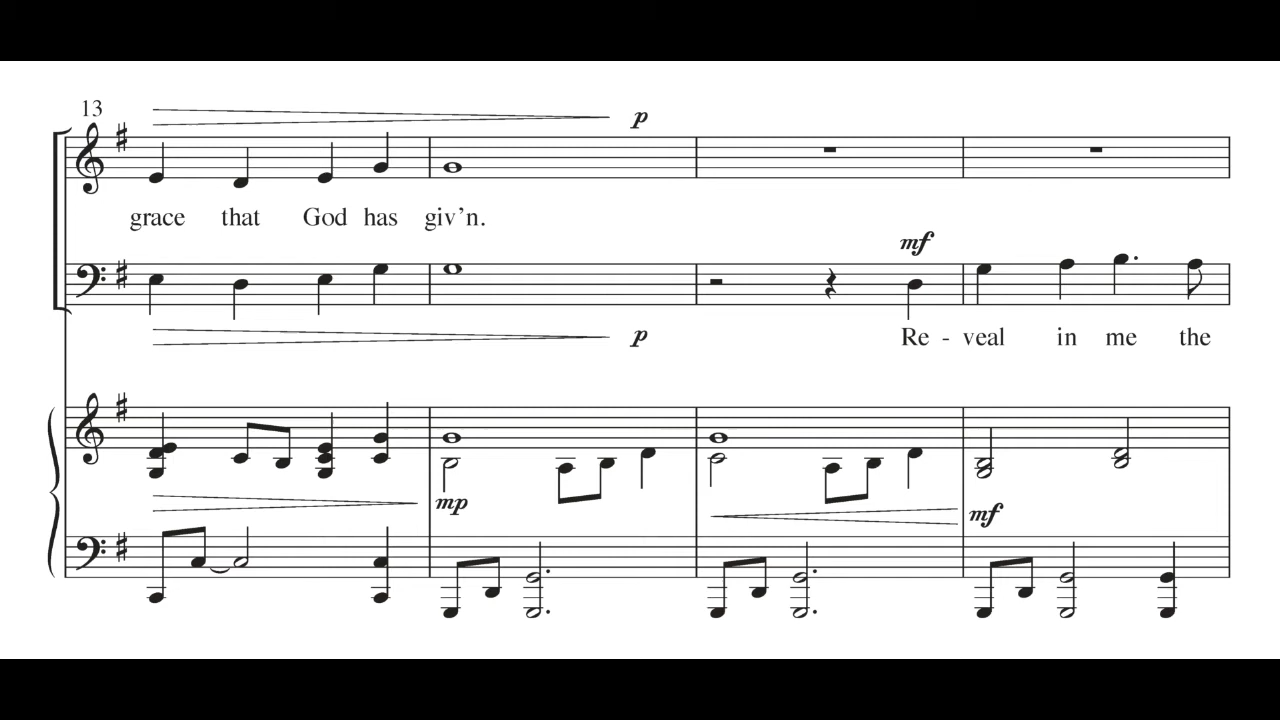 13
p
grace that God has giv’n.
mf
p
Re - veal in me the
mp
mf